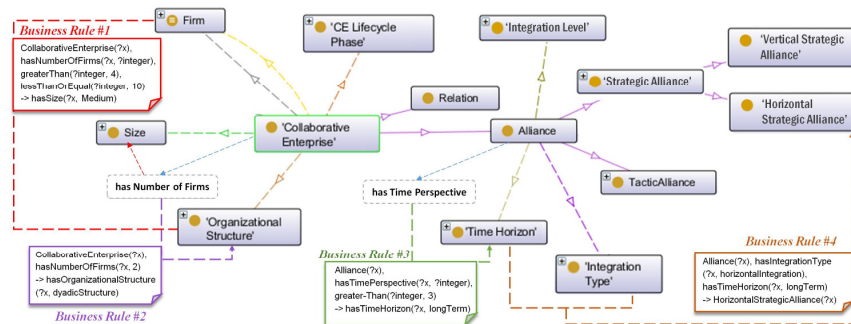 Business Rule #1
CollaborativeEnterprise(?x),
hasNumberOfFirms(?x, ?integer),
greaterThan(?integer, 4),
lessThanOrEqual(?integer, 10)
-> hasSize(?x, Medium)
Firm
'CE Lifecycle
Phase'
'Integration Level'
'Strategic Alliance'
'Vertical Strategic
Alliance'
'Horizontal
Strategic Alliance'
Relation
Size
'Collaborative
Enterprise'
Alliance
has Number of Firms
has Time Perspective
TacticAlliance
'Organizational
Structure'
'Time Horizon'
'Integration
Type'
CollaborativeEnterprise(?x),
hasNumberOfFirms(?x, 2)
-> hasOrganizationalStructure
(?x, dyadicStructure)
Business Rule #2
Business Rule #3
Alliance(?x),
hasTimePerspective(?x, ?integer),
greater-Than(?integer, 3)
-> hasTimeHorizon(?x, longTerm)
Business Rule #4
Alliance(?x), hasIntegrationType
(?x, horizontalIntegration),
hasTimeHorizon(?x, longTerm)
-> HorizontalStrategicAlliance(?x)